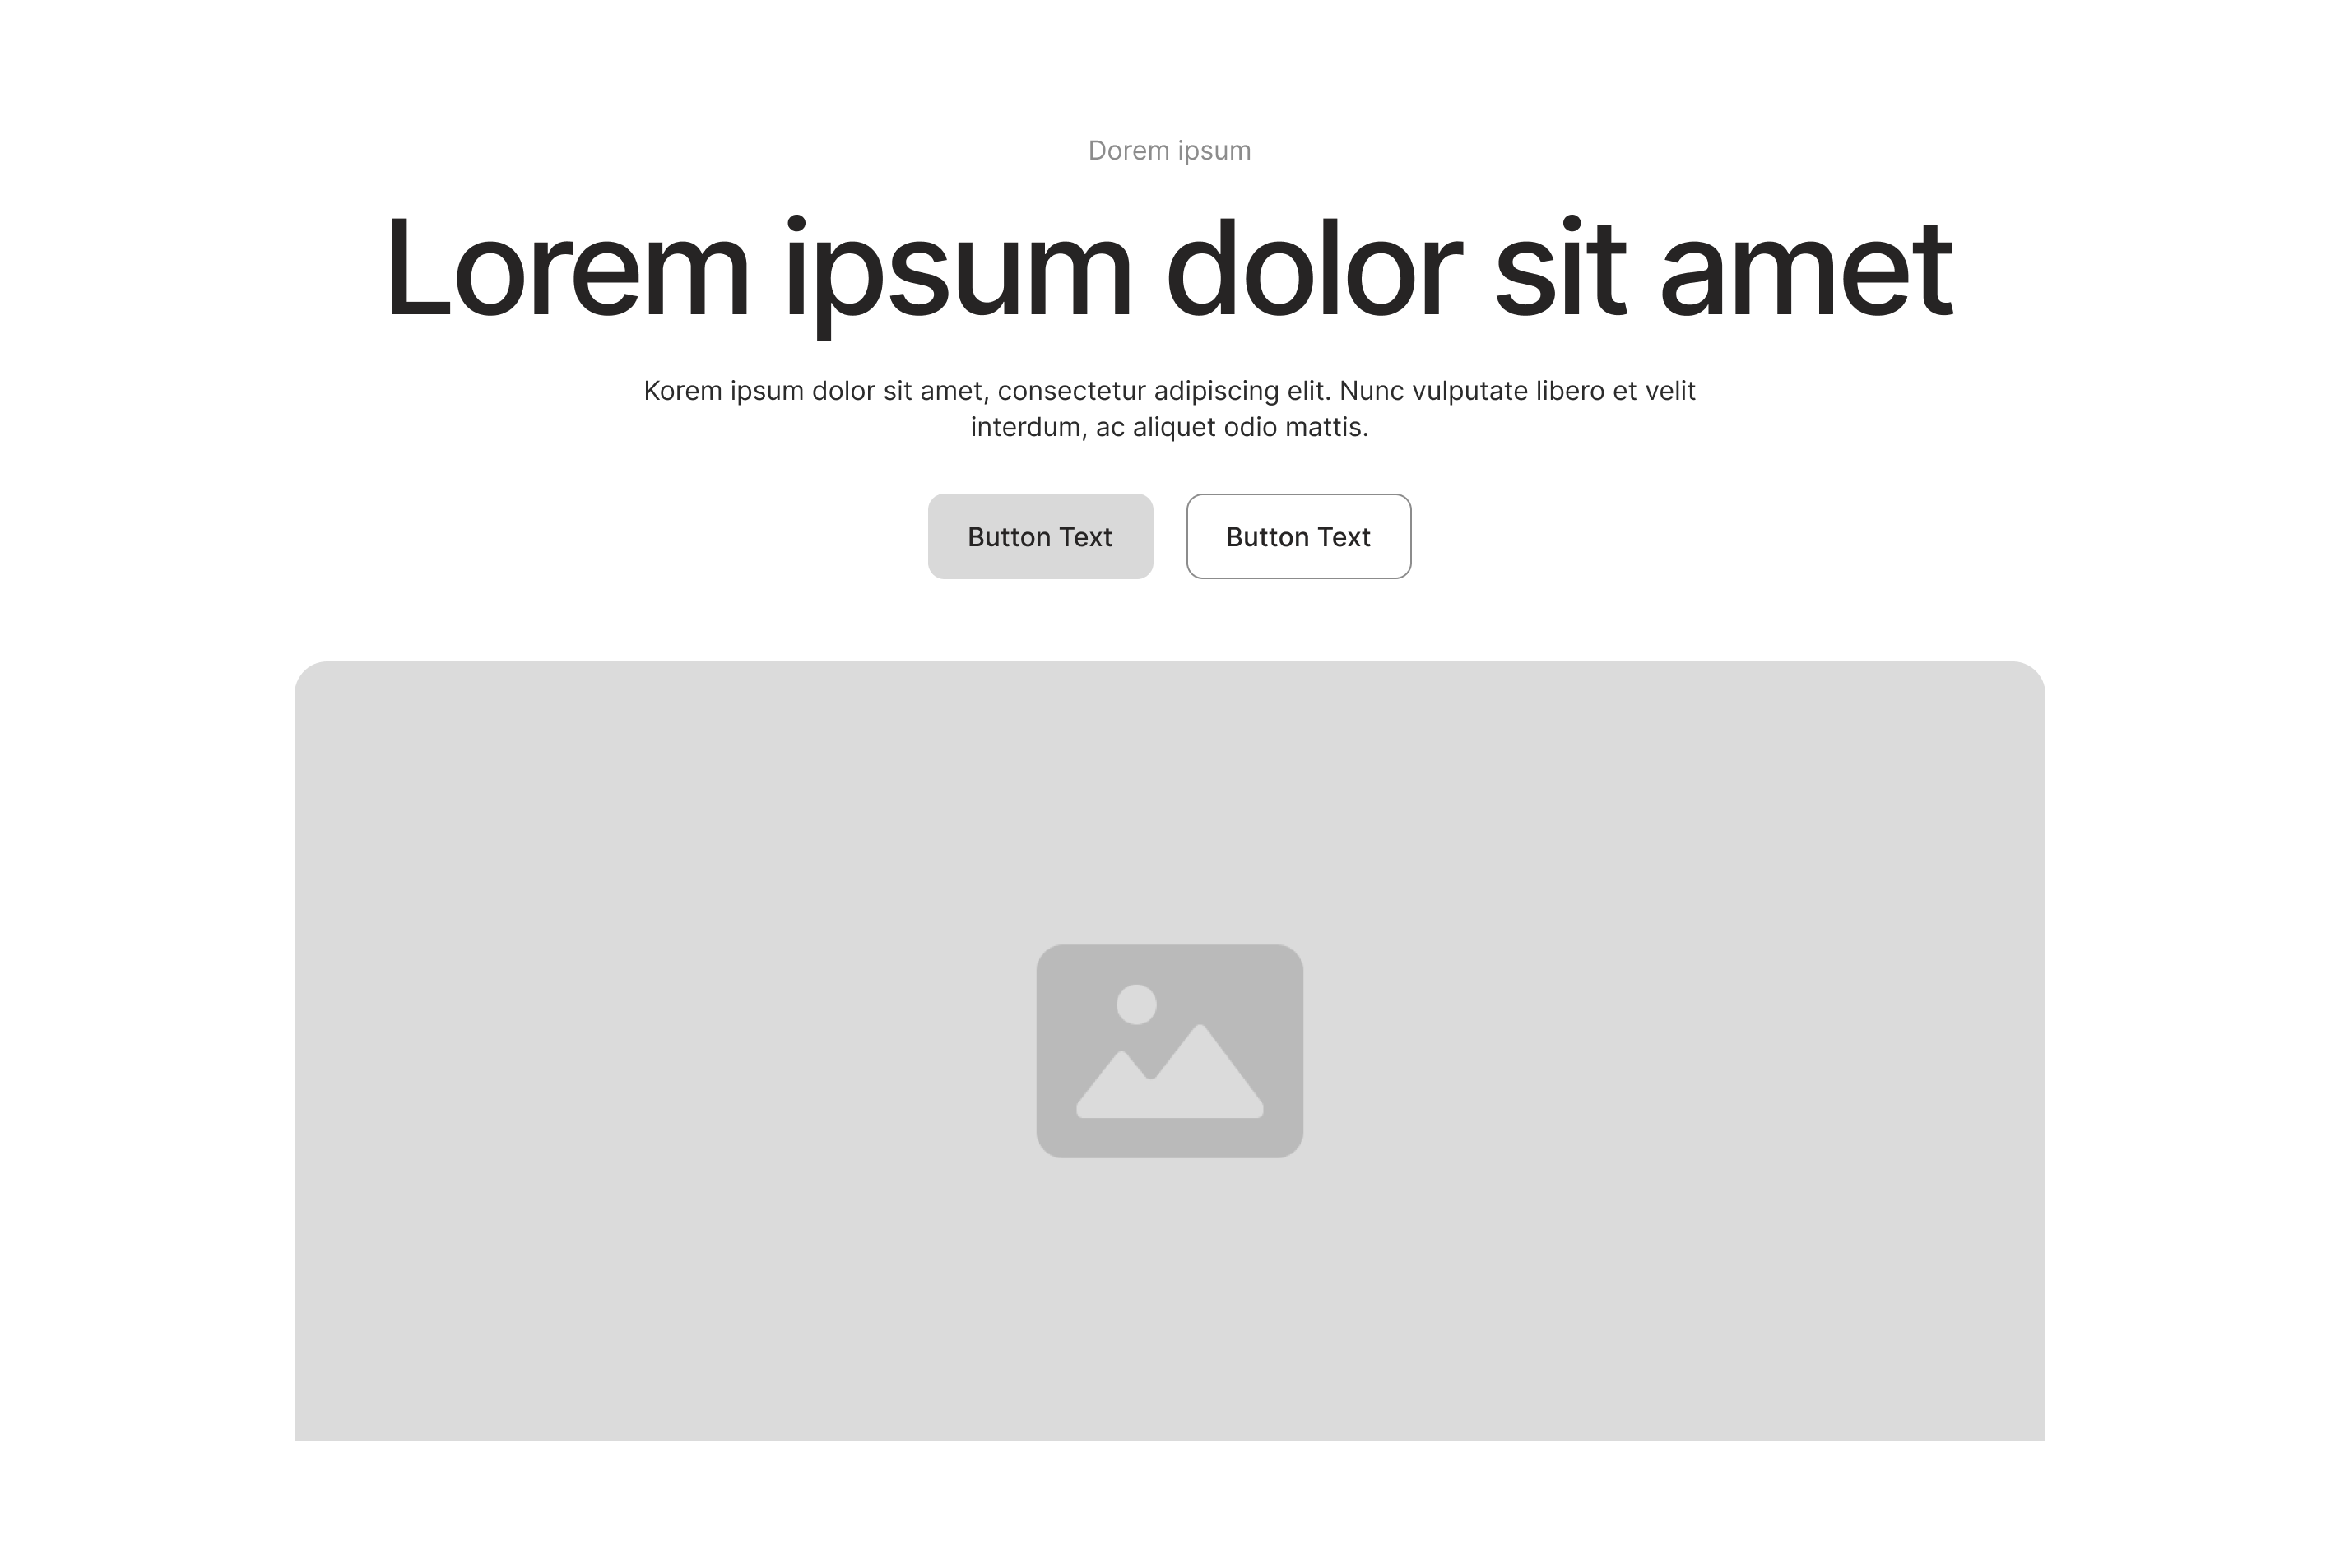 Dorem ipsum
Lorem ipsum dolor sit amet
Korem ipsum dolor sit amet, consectetur adipiscing elit. Nunc vulputate libero et velit
interdum, ac aliquet odio mattis.
Button Text
Button Text